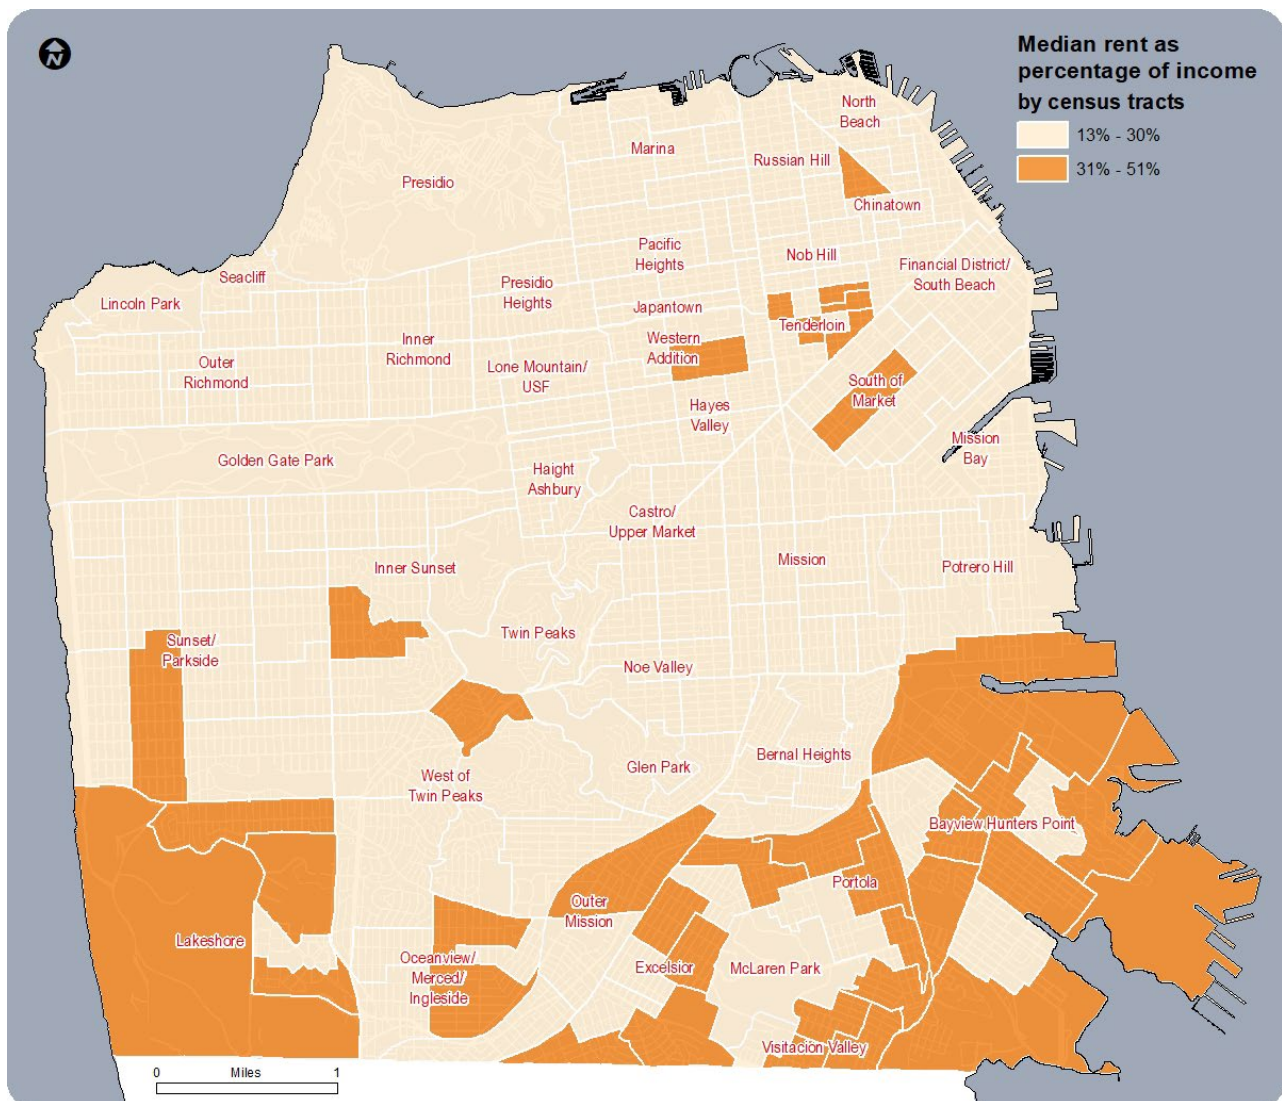 N
Median rent as
percentage of income
by census tracts
13% - 30%
31% - 51%
North
Beach
Marina
Russian Hill
Presidio
Chinatown
Pacific
Heights
Nob Hill
Financial District/
South Beach
Seacliff
Presidio
Heights
Lincoln Park
Japantown
Tenderloin
Inner
Richmond
Western
Addition
Outer
Richmond
Lone Mountain/
USF
South of
Market
Hayes
Valley
Mission
Bay
Golden Gate Park
Haight
Ashbury
Castro/
Upper Market
Inner Sunset
Mission
Potrero Hill
Twin Peaks
Sunset/
Parkside
Noe Valley
Bernal Heights
Glen Park
West of
Twin Peaks
Bayview Hunters Point
Portola
Outer
Mission
Lakeshore
Oceanview/
Merced/
Ingleside
Excelsior
McLaren Park
Visitacion Valley
0 Miles 1